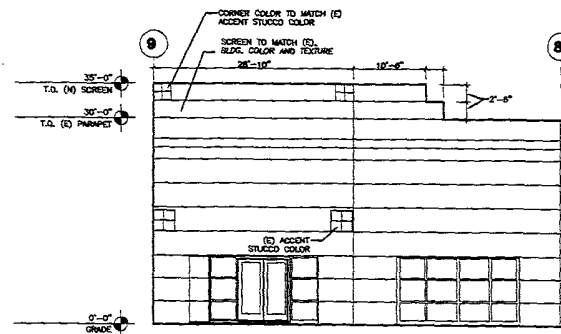 CORNER COLOR TO MATCH (E)
ACCENT STUCCO COLOR
9
SCREEN TO MATCH (E).
BLDG. COLOR AND TEXTURE
8
28'-10"
10'-6"
35'-0"
T.O. (N) SCREEN
2'-6"
30'-0"
T.O. (E) PARAPET
(E) ACCENT
STUCCO COLOR
0'-0"
GRADE